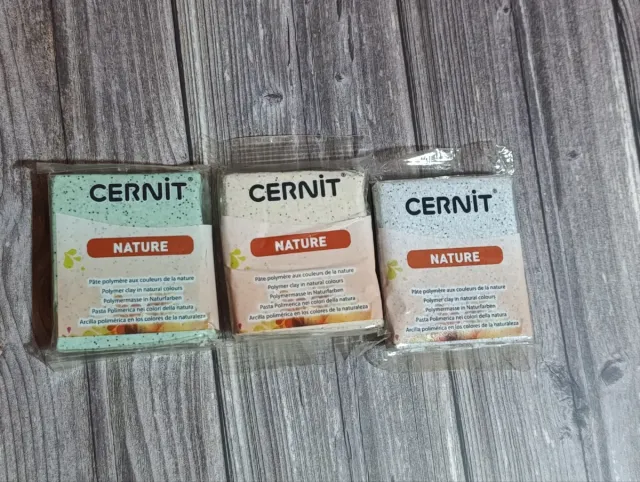 CERNiT®
NATURE
Pâte polymère aux couleurs de la nature
Polymer clay in natural colours
Polymermasse in Naturfarben
Pasta Polimerica nei colori della natura
Arcilla polimérica en los colores de la naturaleza
CERNiT®
NATURE
Pâte polymère aux couleurs de la nature
Polymer clay in natural colours
Polymermasse in Naturfarben
Pasta Polimerica nei colori della natura
Arcilla polimérica en los colores de la naturaleza
CERNiT®
NATURE
Pâte polymère aux couleurs de la nature
Polymer clay in natural colours
Polymermasse in Naturfarben
Pasta Polimerica nei colori della natura
Arcilla polimérica en los colores de la naturaleza